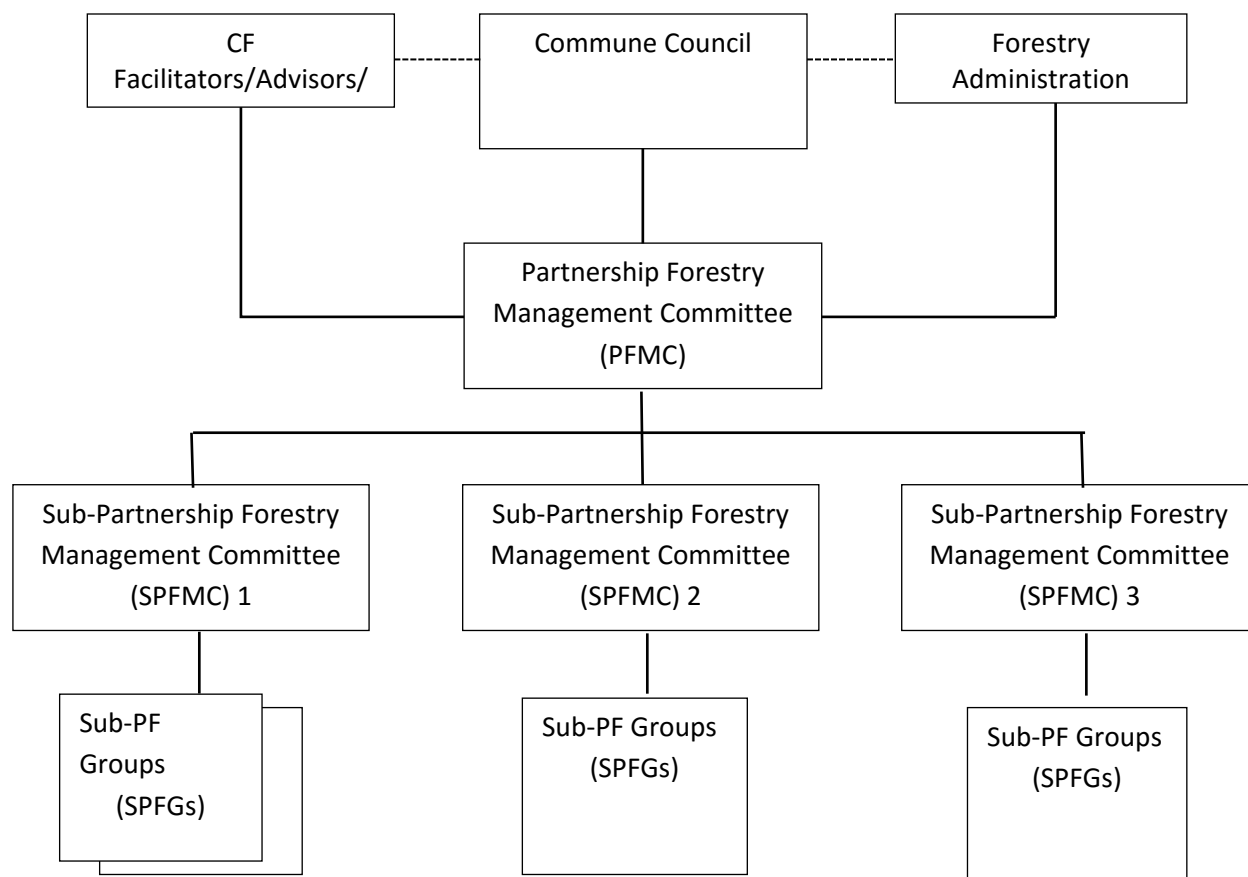 CF
Facilitators/Advisors/
Commune Council
Forestry
Administration
Partnership Forestry
Management Committee
(PFMC)
Sub-Partnership Forestry
Management Committee
(SPFMC) 1
Sub-Partnership Forestry
Management Committee
(SPFMC) 2
Sub-Partnership Forestry
Management Committee
(SPFMC) 3
Sub-PF
Groups
(SPFGs)
Sub-PF Groups
(SPFGs)
Sub-PF Groups
(SPFGs)